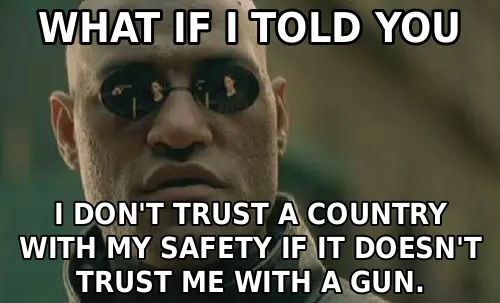 WHAT IF I TOLD YOU
I DON'T TRUST A COUNTRY
WITH MY SAFETY IF IT DOESN'T
TRUST ME WITH A GUN.